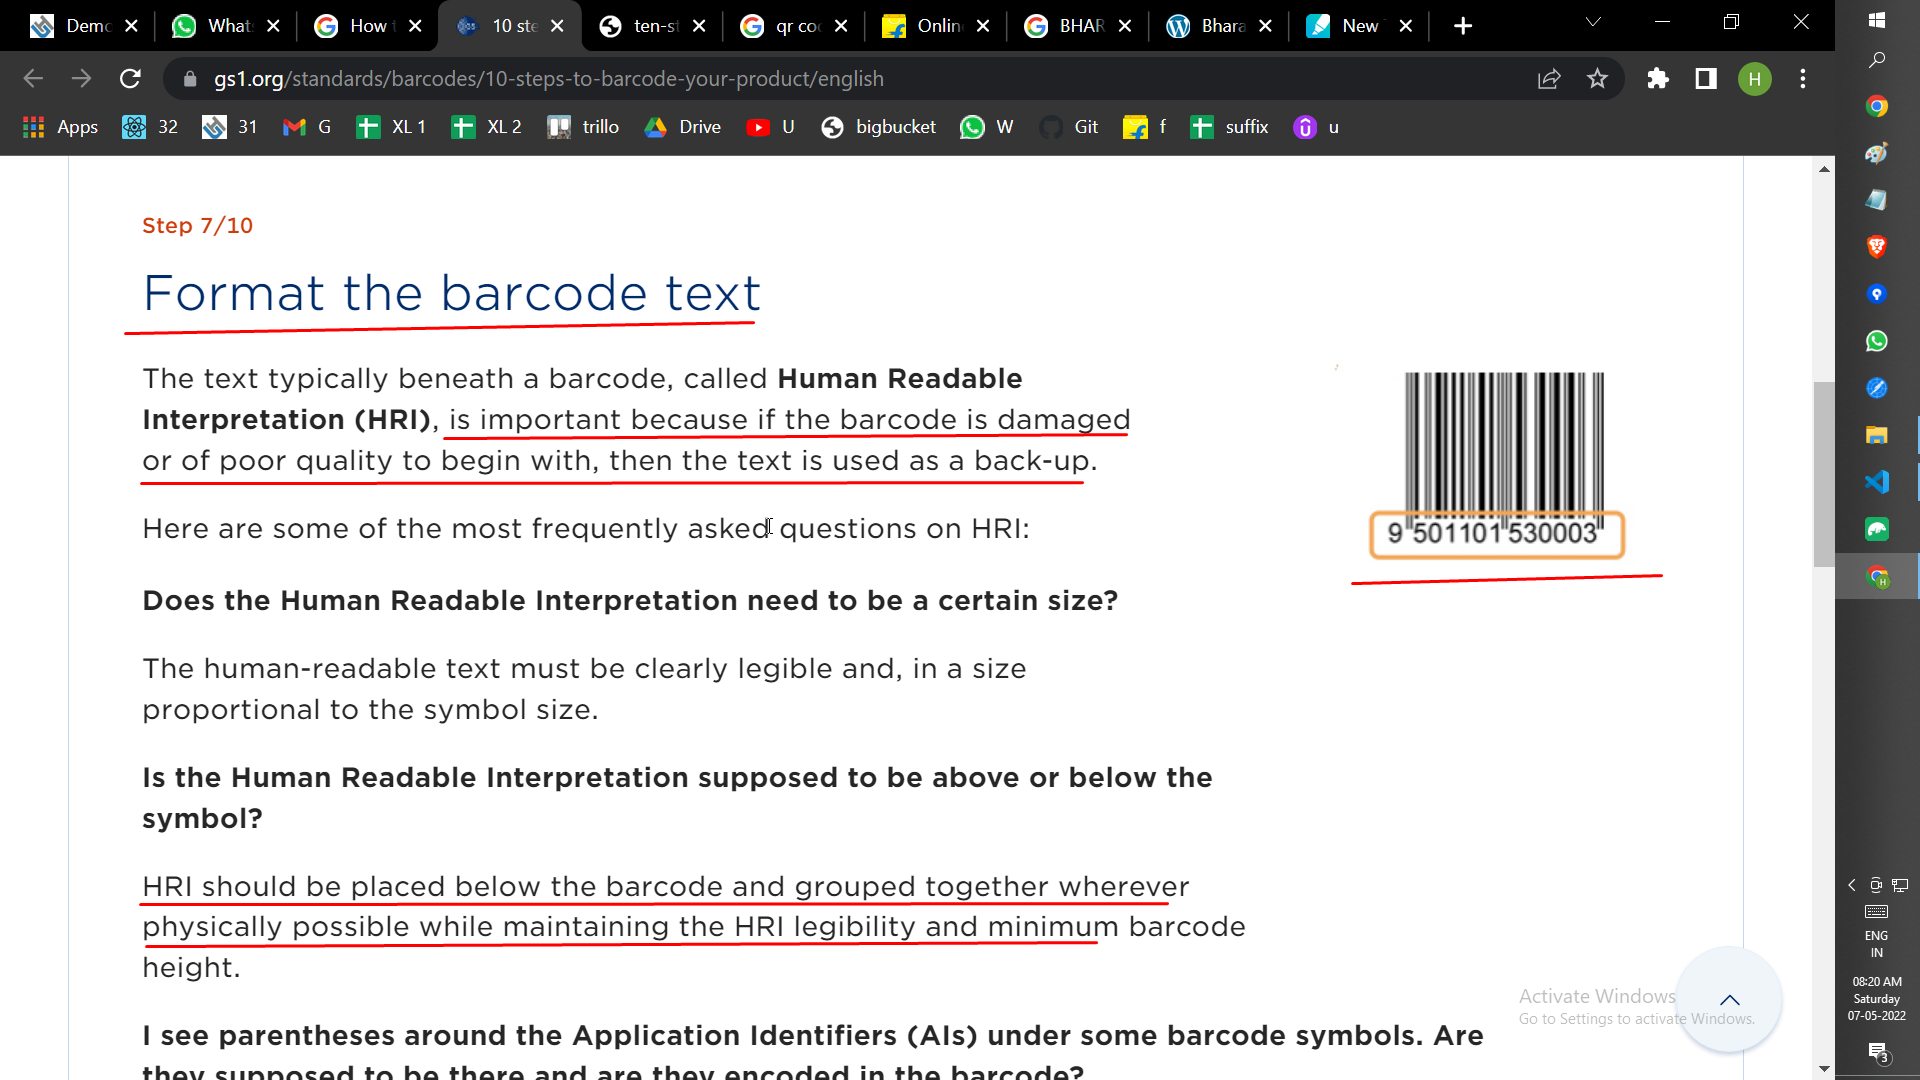 Demo
Whats
How t
10 ste
ten-st
qr co
Online
BHAR
Bhara
New T
gs1.org/standards/barcodes/10-steps-to-barcode-your-product/english
H
Apps
32
31
G
XL 1
XL 2
trillo
Drive
U
bigbucket
W
Git
f
suffix
u
Step 7/10
Format the barcode text
The text typically beneath a barcode, called Human Readable
Interpretation (HRI), is important because if the barcode is damaged
or of poor quality to begin with, then the text is used as a back-up.
9 501101 530003
Here are some of the most frequently asked questions on HRI:
Does the Human Readable Interpretation need to be a certain size?
The human-readable text must be clearly legible and, in a size
proportional to the symbol size.
Is the Human Readable Interpretation supposed to be above or below the
symbol?
HRI should be placed below the barcode and grouped together wherever
physically possible while maintaining the HRI legibility and minimum barcode
height.
I see parentheses around the Application Identifiers (AIs) under some barcode symbols. Are
they supposed to be there and are they encoded in the barcode?
Activate Windows
Go to Settings to activate Windows.
ENG
IN
08:20 AM
Saturday
07-05-2022
3